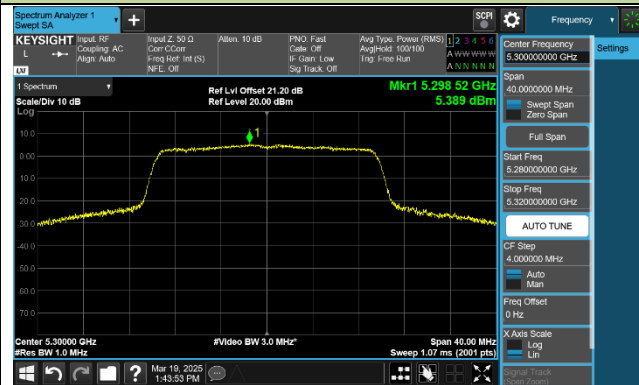 Spectrum Analyzer 1
Swept SA
+
SCPI
Frequency
KEYSIGHT
L
LXI
Input: RF
Coupling: AC
Align: Auto
Input Z: 50 Ω
Corr CCorr
Freq Ref: Int (S)
NFE: Off
Atten: 10 dB
PNO: Fast
Gate: Off
IF Gain: Low
Sig Track: Off
Avg Type: Power (RMS)
Avg|Hold: 100/100
Trig: Free Run
1 2 3 4 5 6
A W W W W W
A N N N N N
1 Spectrum
Scale/Div 10 dB
Log
Ref Lvl Offset 21.20 dB
Ref Level 20.00 dBm
Mkr1 5.298 52 GHz
5.389 dBm
1
10.0
0.00
-10.0
-20.0
-30.0
-40.0
-50.0
-60.0
-70.0
Center 5.30000 GHz
#Res BW 1.0 MHz
#Video BW 3.0 MHz*
Span 40.00 MHz
Sweep 1.07 ms (2001 pts)
Center Frequency
5.300000000 GHz
Span
40.0000000 MHz
Swept Span
Zero Span
Full Span
Start Freq
5.280000000 GHz
Stop Freq
5.320000000 GHz
AUTO TUNE
CF Step
4.000000 MHz
Auto
Man
Freq Offset
0 Hz
X Axis Scale
Log
Lin
Signal Track
(Span Zoom)
Settings
?
Mar 19, 2025
1:43:53 PM